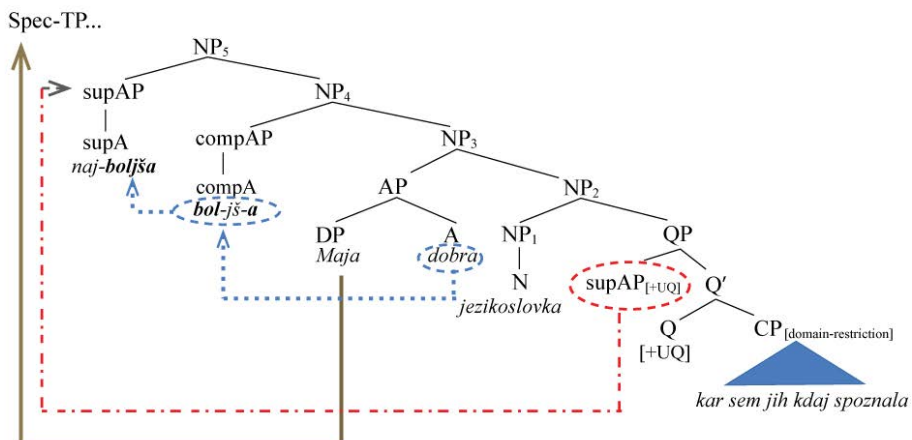 Spec-TP...
NP₅
supAP NP₄
supA compAP NP₃
naj-boljša compA AP NP₂
bol-jš-a DP A NP₁ QP
Maja dobra N supAP[+UQ] Q′
jezikoslovka Q CP[domain-restriction]
[+UQ]
kar sem jih kdaj spoznala